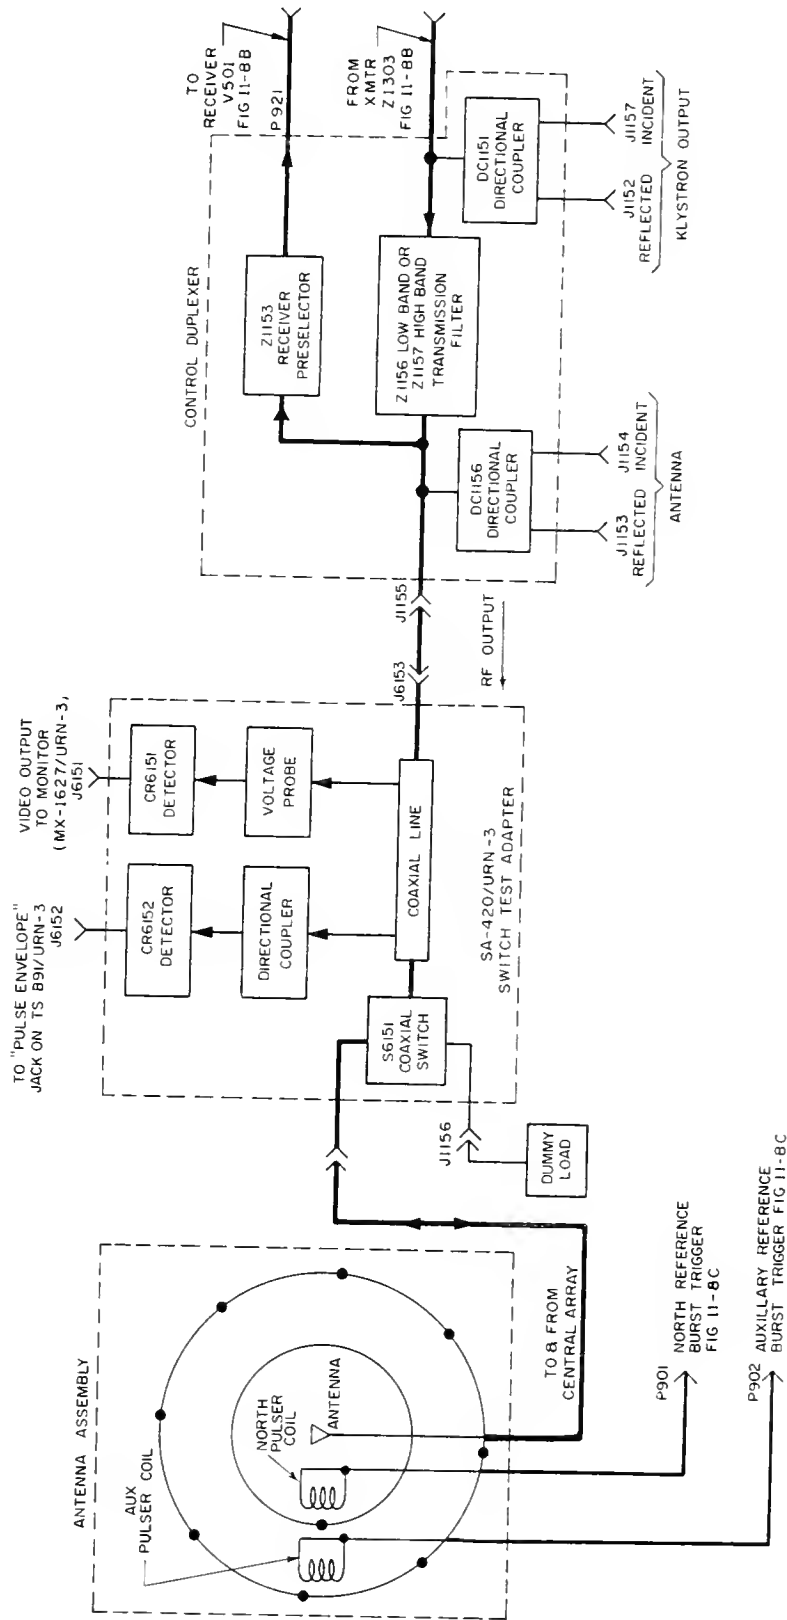 TO "PULSE ENVELOPE"
JACK ON TS 891/URN-3
J6152
VIDEO OUTPUT
TO MONITOR
(MX-1627/URN-3)
J6151
TO
RECEIVER
V501
FIG 11-8B
P 921
FROM
XMTR
Z 1303
FIG 11-8B
ANTENNA ASSEMBLY
AUX
PULSER COIL
NORTH
PULSER
COIL
ANTENNA
TO & FROM
CENTRAL ARRAY
P901
NORTH REFERENCE
BURST TRIGGER
FIG 11-8C
P902
AUXILLARY REFERENCE
BURST TRIGGER FIG 11-8C
CR6152
DETECTOR
CR6151
DETECTOR
DIRECTIONAL
COUPLER
VOLTAGE
PROBE
S6151
COAXIAL
SWITCH
COAXIAL LINE
SA-420/URN-3
SWITCH TEST ADAPTER
J1156
DUMMY
LOAD
J6153
J1155
RF OUTPUT
CONTROL DUPLEXER
Z1153
RECEIVER
PRESELECTOR
Z1156 LOW BAND OR
Z1157 HIGH BAND
TRANSMISSION
FILTER
DC1156
DIRECTIONAL
COUPLER
J1153
REFLECTED
J1154
INCIDENT
ANTENNA
DC1151
DIRECTIONAL
COUPLER
J1152
REFLECTED
J1157
INCIDENT
KLYSTRON OUTPUT